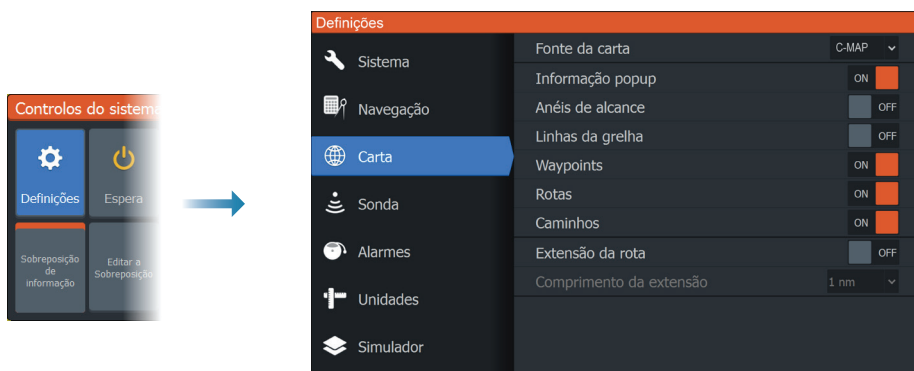 Controlos do sistema
Definições
Espera
Sobreposição
de
informação
Editar a
Sobreposição
Definições
Sistema
Navegação
Carta
Sonda
Alarmes
Unidades
Simulador
Fonte da carta C-MAP
Informação popup ON
Anéis de alcance OFF
Linhas da grelha OFF
Waypoints ON
Rotas ON
Caminhos ON
Extensão da rota OFF
Comprimento da extensão 1 nm